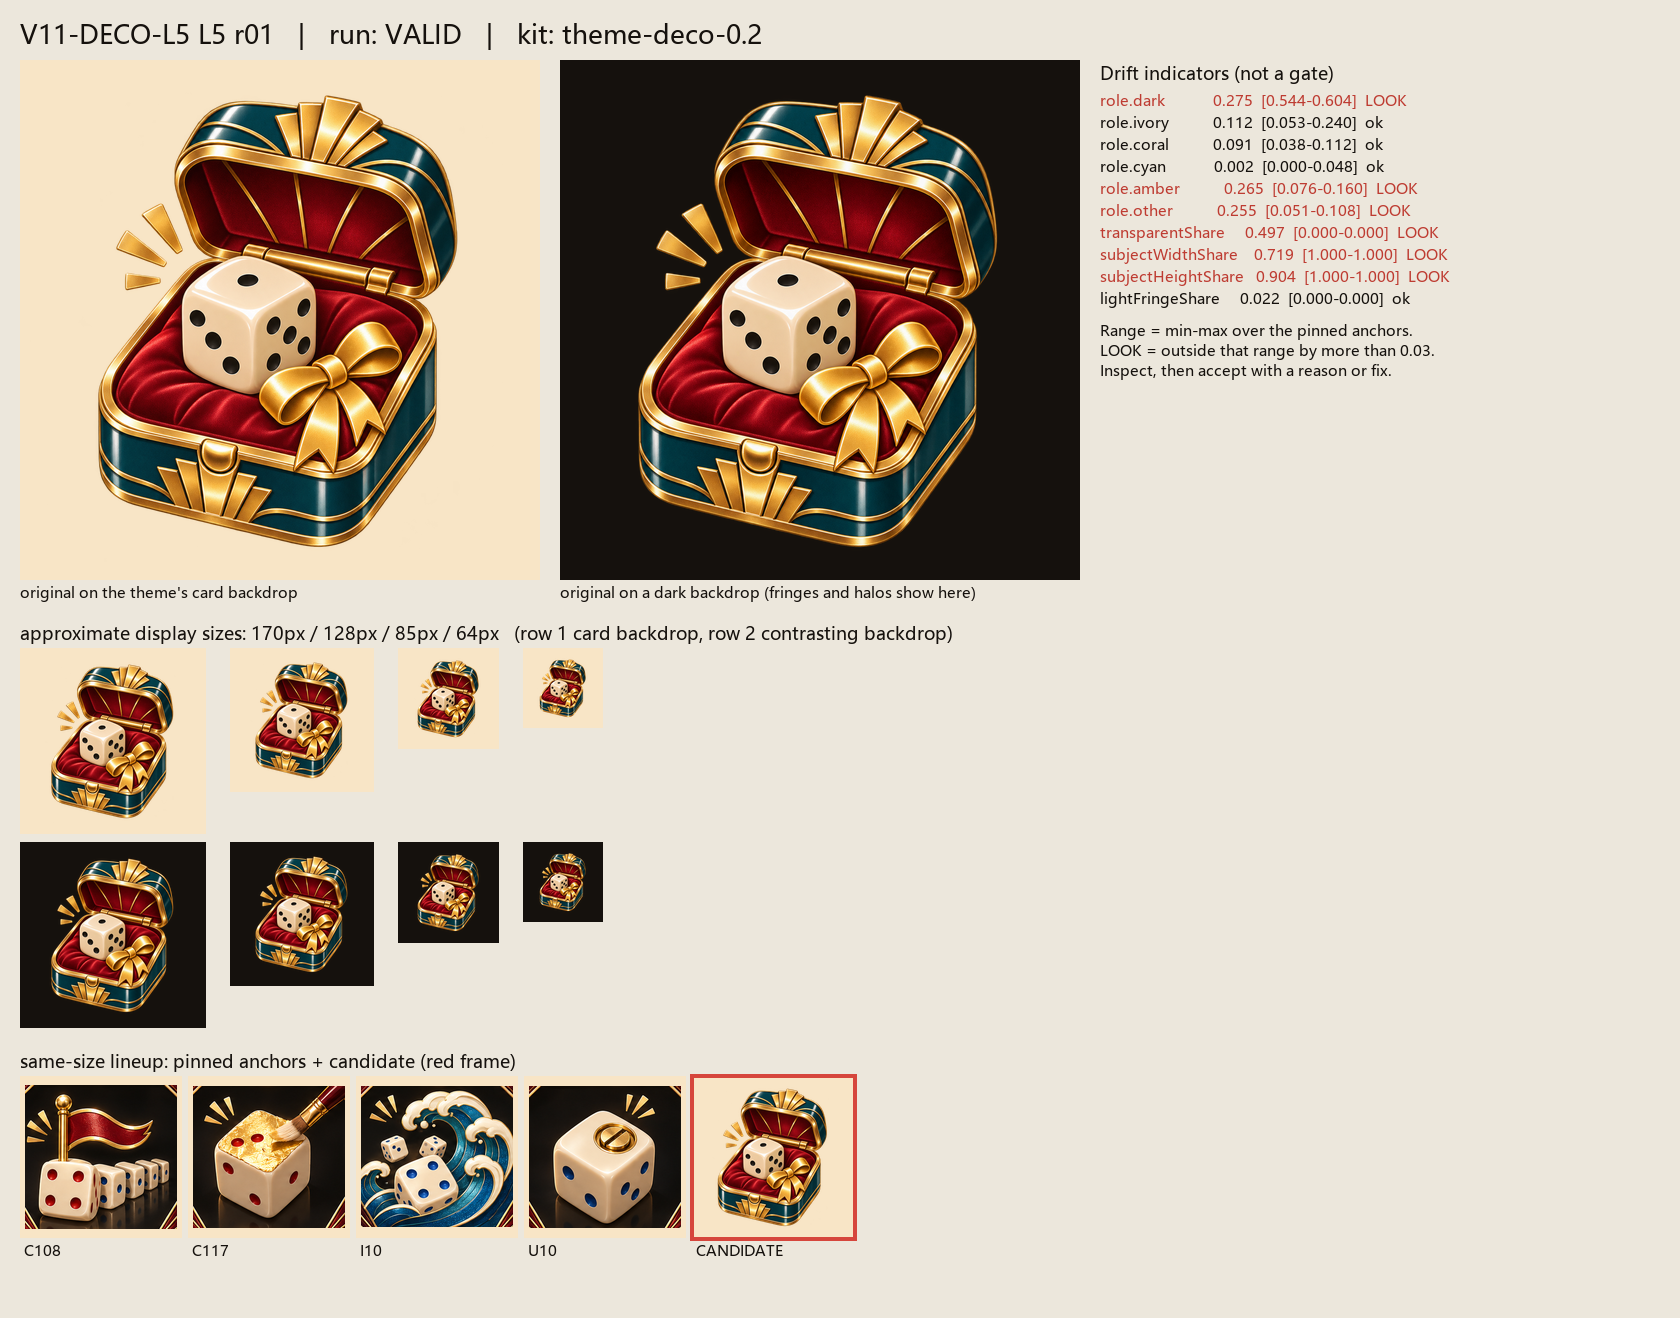 V11-DECO-L5 L5 r01 | run: VALID | kit: theme-deco-0.2
Drift indicators (not a gate)
role.dark 0.275 [0.544-0.604] LOOK
role.ivory 0.112 [0.053-0.240] ok
role.coral 0.091 [0.038-0.112] ok
role.cyan 0.002 [0.000-0.048] ok
role.amber 0.265 [0.076-0.160] LOOK
role.other 0.255 [0.051-0.108] LOOK
transparentShare 0.497 [0.000-0.000] LOOK
subjectWidthShare 0.719 [1.000-1.000] LOOK
subjectHeightShare 0.904 [1.000-1.000] LOOK
lightFringeShare 0.022 [0.000-0.000] ok
Range = min-max over the pinned anchors.
LOOK = outside that range by more than 0.03.
Inspect, then accept with a reason or fix.
original on the theme's card backdrop
original on a dark backdrop (fringes and halos show here)
approximate display sizes: 170px / 128px / 85px / 64px (row 1 card backdrop, row 2 contrasting backdrop)
same-size lineup: pinned anchors + candidate (red frame)
C108
C117
I10
U10
CANDIDATE